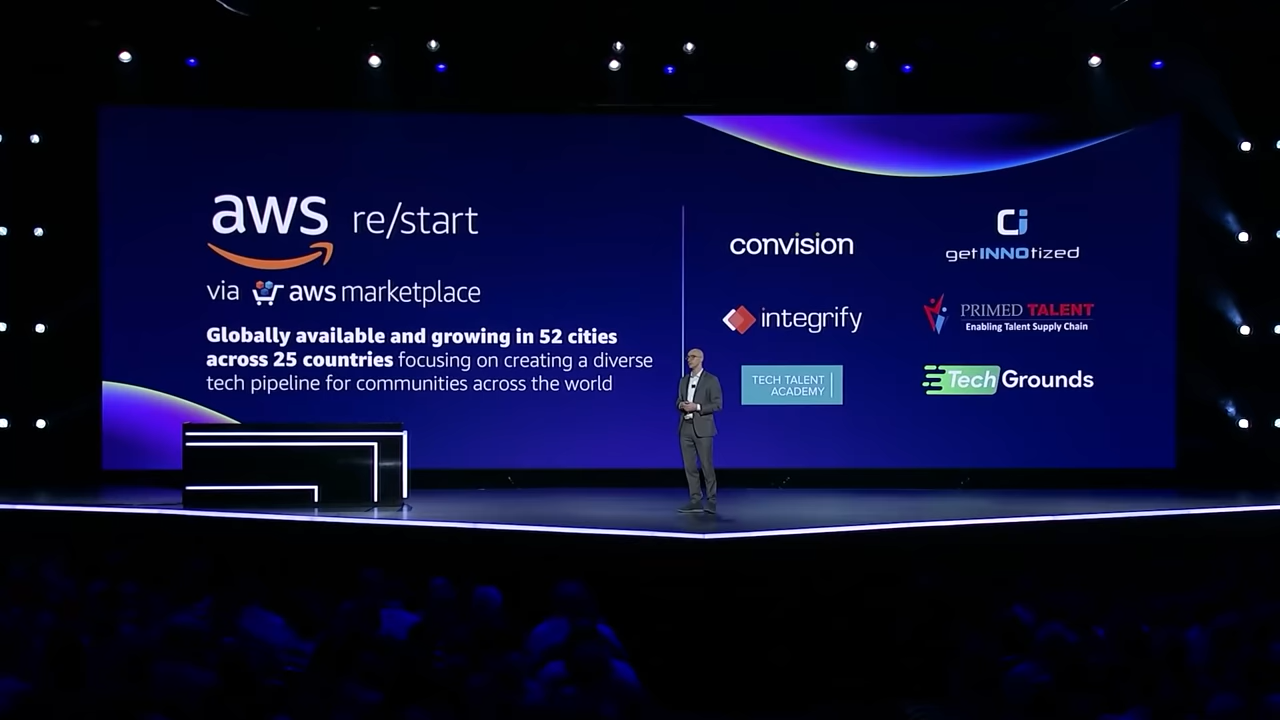 aws re/start
via aws marketplace
Globally available and growing in 52 cities
across 25 countries focusing on creating a diverse
tech pipeline for communities across the world
convision
Ci
getINNOtized
integrify
PRIMED TALENT
Enabling Talent Supply Chain
TECH TALENT
ACADEMY
TechGrounds